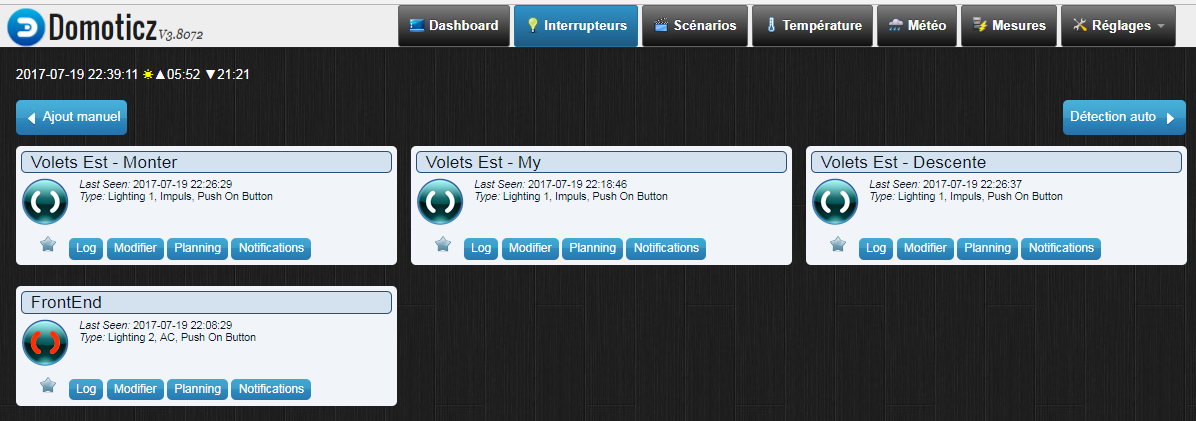 Domoticz V3.8072
Dashboard Interrupteurs Scénarios Température Météo Mesures Réglages
2017-07-19 22:39:11 ☀▲05:52 ▼21:21
Ajout manuel Détection auto
Volets Est - Monter
Last Seen: 2017-07-19 22:26:29
Type: Lighting 1, Impuls, Push On Button
Log Modifier Planning Notifications
Volets Est - My
Last Seen: 2017-07-19 22:18:46
Type: Lighting 1, Impuls, Push On Button
Log Modifier Planning Notifications
Volets Est - Descente
Last Seen: 2017-07-19 22:26:37
Type: Lighting 1, Impuls, Push On Button
Log Modifier Planning Notifications
FrontEnd
Last Seen: 2017-07-19 22:08:29
Type: Lighting 2, AC, Push On Button
Log Modifier Planning Notifications